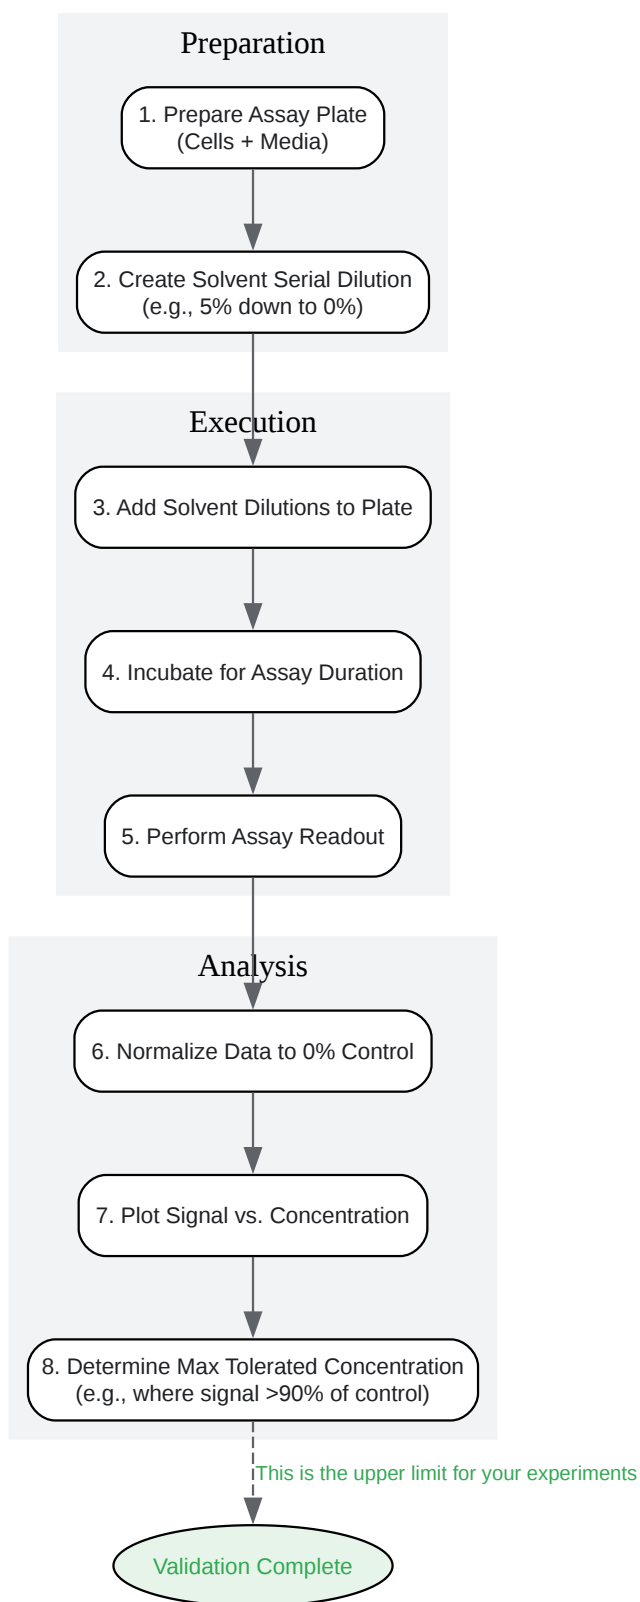 Preparation
1. Prepare Assay Plate
(Cells + Media)
2. Create Solvent Serial Dilution
(e.g., 5% down to 0%)
Execution
3. Add Solvent Dilutions to Plate
4. Incubate for Assay Duration
5. Perform Assay Readout
Analysis
6. Normalize Data to 0% Control
7. Plot Signal vs. Concentration
8. Determine Max Tolerated Concentration
(e.g., where signal >90% of control)
This is the upper limit for your experiments
Validation Complete